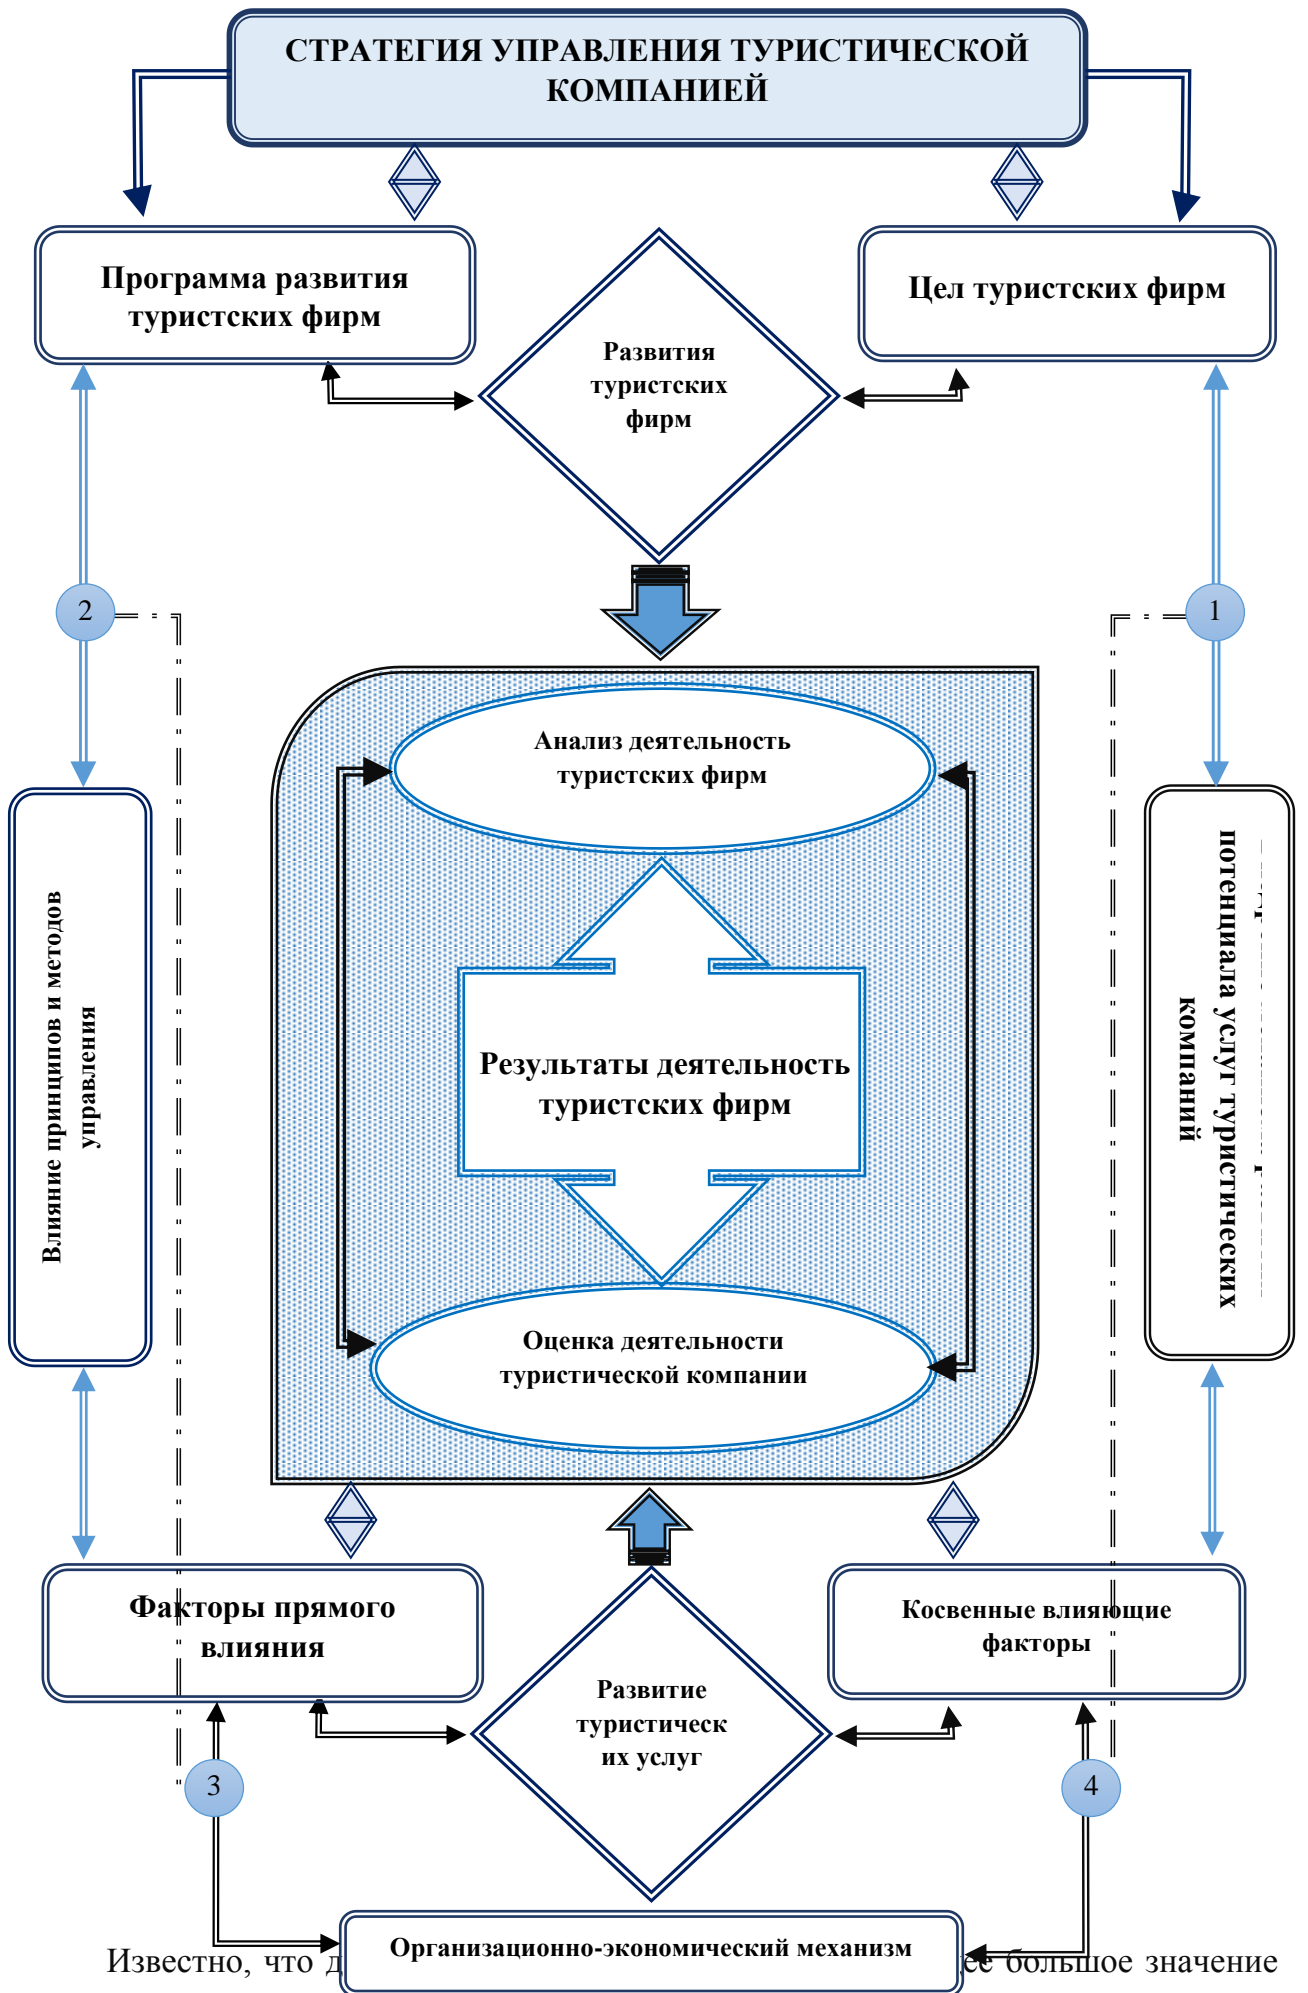 СТРАТЕГИЯ УПРАВЛЕНИЯ ТУРИСТИЧЕСКОЙ
КОМПАНИЕЙ
Программа развития
туристских фирм
Цел туристских фирм
Развития
туристских
фирм
2
1
Анализ деятельность
туристских фирм
Влияние принципов и методов
управления
Результаты деятельность
туристских фирм
потенциала услуг туристических
компаний
Оценка деятельности
туристической компании
Факторы прямого
влияния
Косвенные влияющие
факторы
Развитие
туристическ
их услуг
3
4
Организационно-экономический механизм
Известно, что большое значение